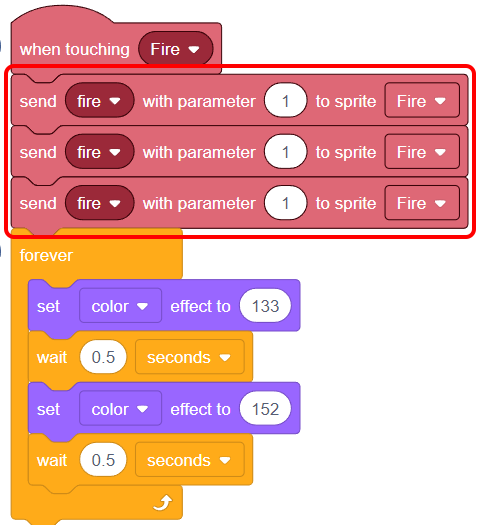 when touching Fire
send fire with parameter 1 to sprite Fire
send fire with parameter 1 to sprite Fire
send fire with parameter 1 to sprite Fire
forever
set color effect to 133
wait 0.5 seconds
set color effect to 152
wait 0.5 seconds